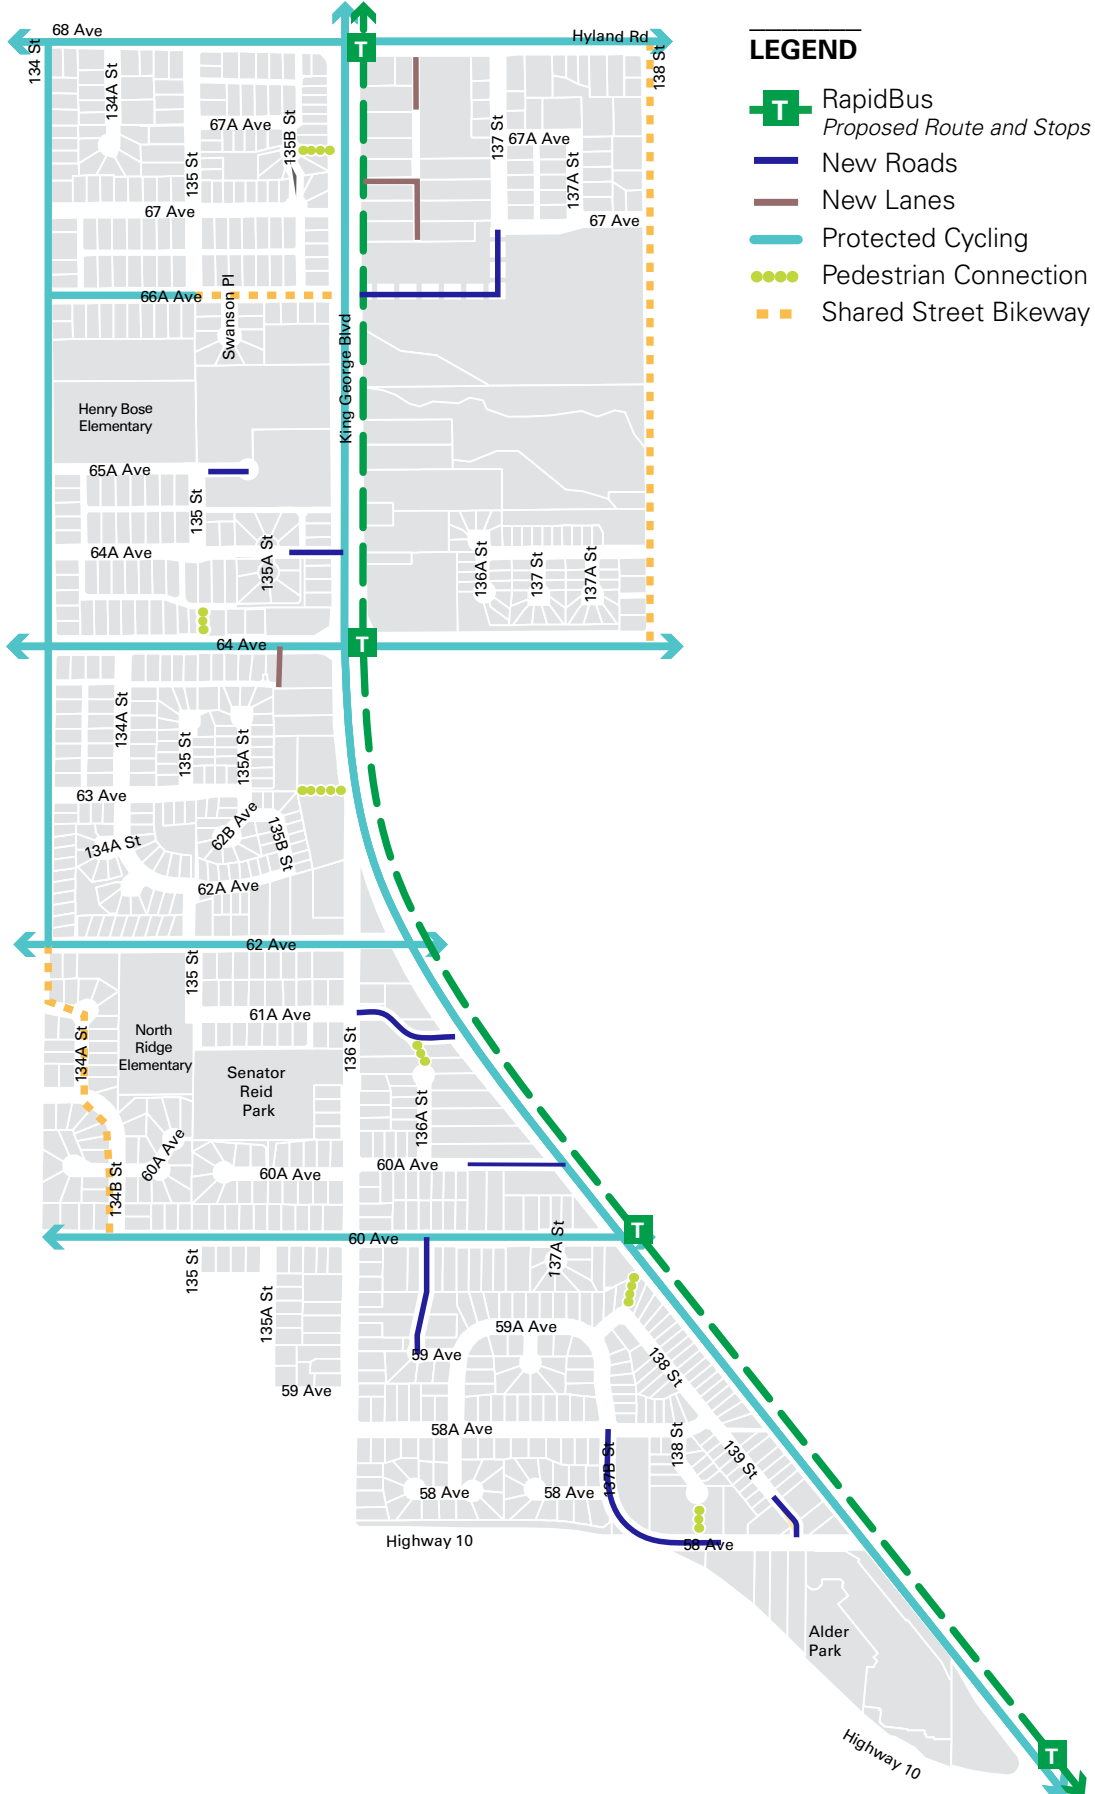 68 Ave
Hyland Rd
134 St
134A St
135 St
67A Ave
135B St
T
137 St
67A Ave
137A St
138 St
67 Ave
67 Ave
66A Ave
Swanson Pl
King George Blvd
Henry Bose
Elementary
65A Ave
135 St
64A Ave
135A St
136A St
137 St
137A St
64 Ave
T
134A St
135 St
135A St
63 Ave
62B Ave
135B St
134A St
62A Ave
62 Ave
135 St
61A Ave
136 St
134A St
North
Ridge
Elementary
Senator
Reid
Park
136A St
60A Ave
134B St
60A Ave
60A Ave
60 Ave
T
135 St
135A St
137A St
59A Ave
59 Ave
59 Ave
138 St
58A Ave
137B St
138 St
139 St
58 Ave
58 Ave
58 Ave
Highway 10
Alder
Park
Highway 10
T
LEGEND
T
RapidBus
Proposed Route and Stops
New Roads
New Lanes
Protected Cycling
Pedestrian Connection
Shared Street Bikeway